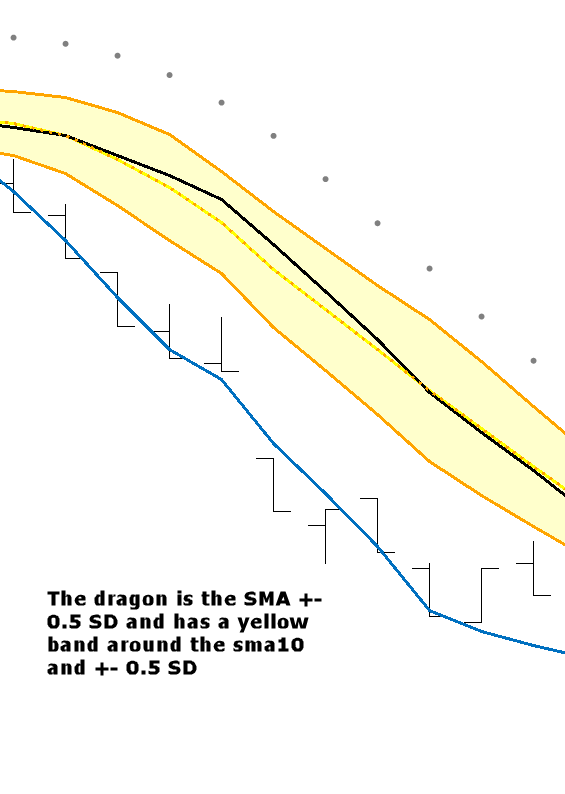 The dragon is the SMA +-
0.5 SD and has a yellow
band around the sma10
and +- 0.5 SD